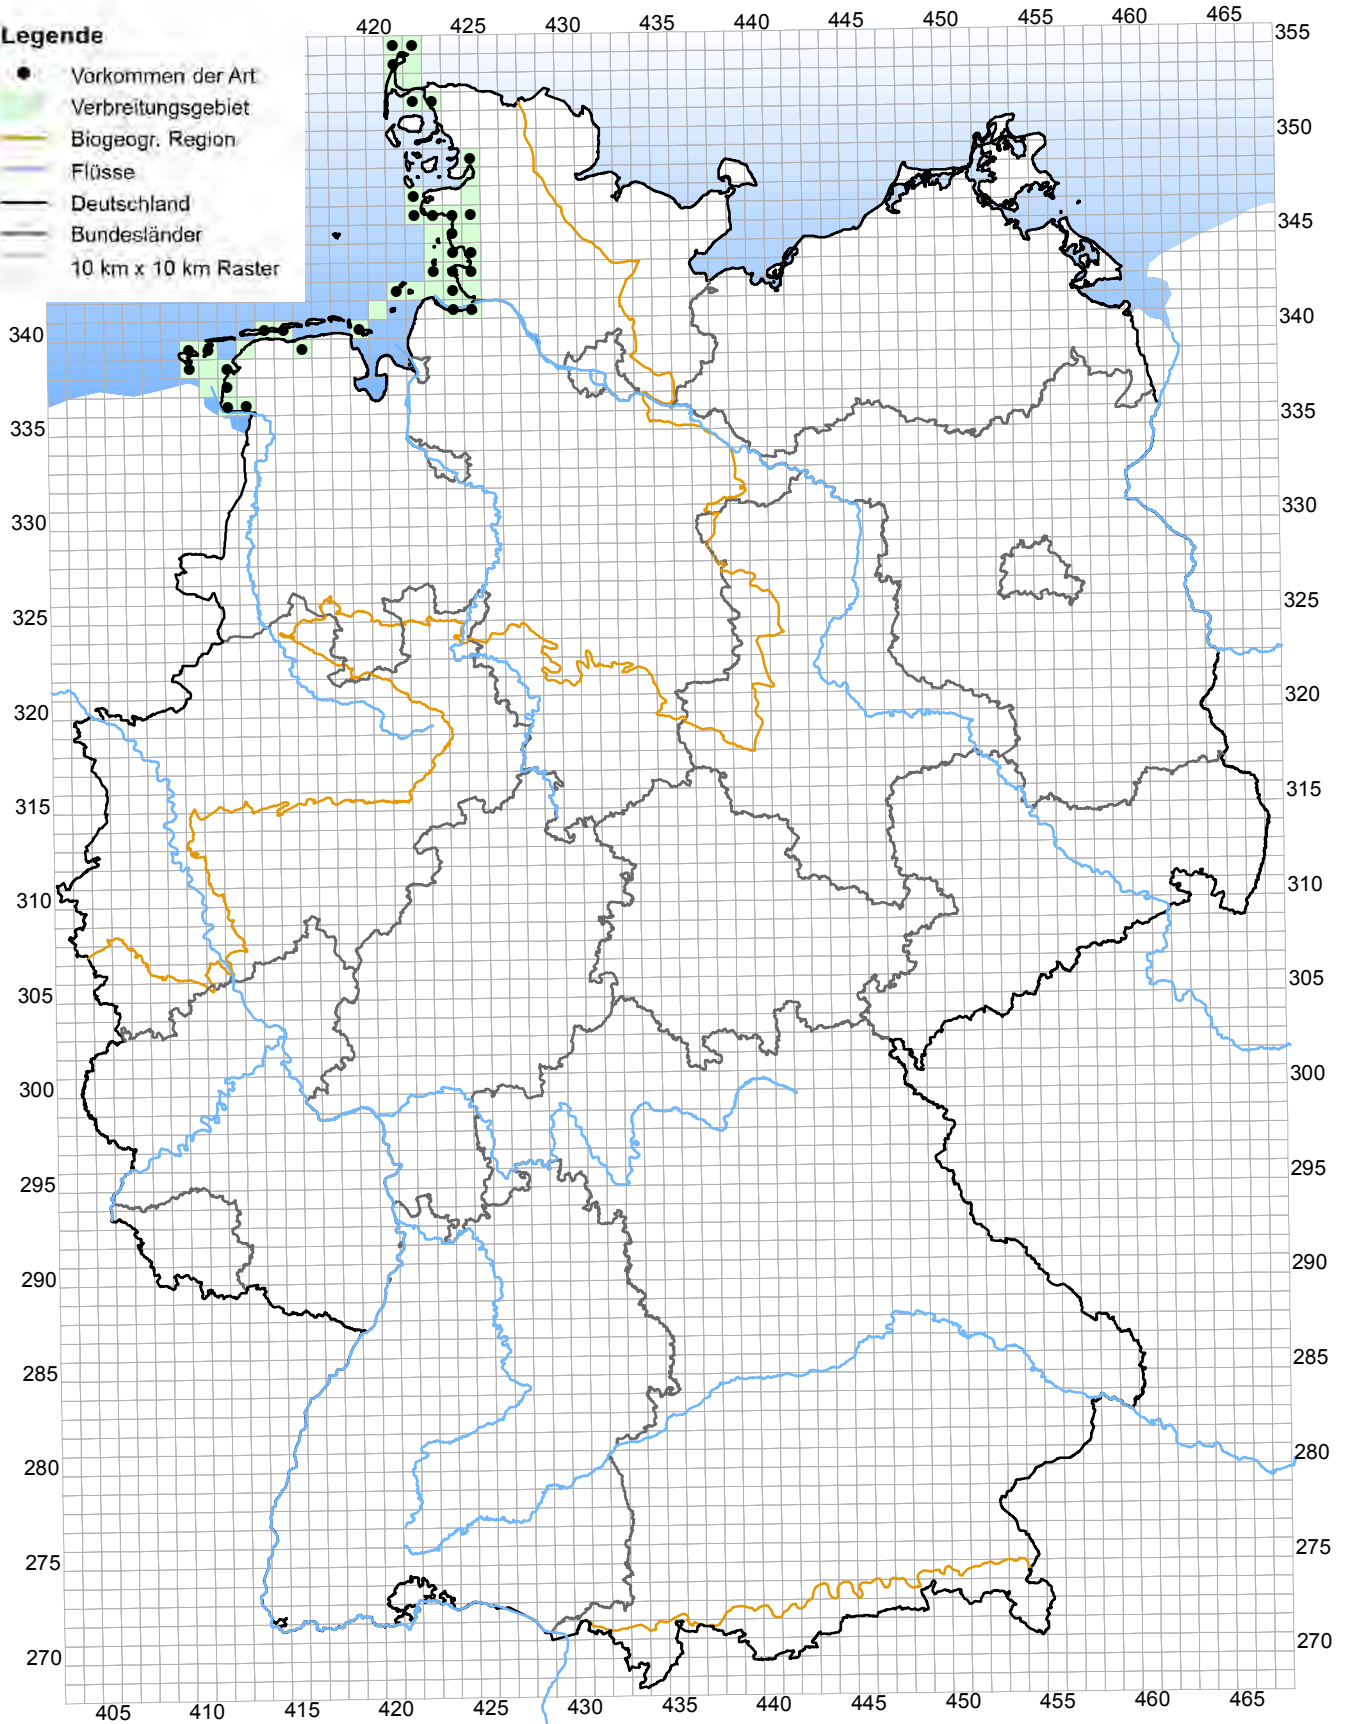 Legende
Vorkommen der Art
Verbreitungsgebiet
Biogeogr. Region
Flüsse
Deutschland
Bundesländer
10 km x 10 km Raster
420 425 430 435 440 445 450 455 460 465
355
350
345
340 340
335 335
330 330
325 325
320 320
315 315
310 310
305 305
300 300
295 295
290 290
285 285
280 280
275 275
270 270
405 410 415 420 425 430 435 440 445 450 455 460 465